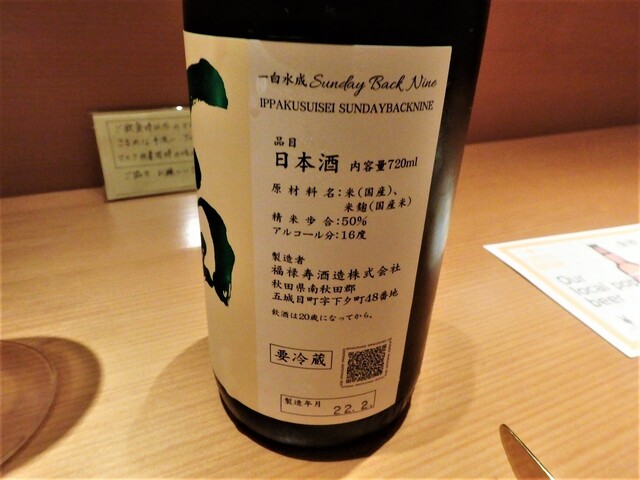 一白水成 Sunday Back Nine
IPPAKUSUISEI SUNDAYBACKNINE
品目
日本酒 内容量720ml
原材料名:米(国産)、
米麹(国産米)
精米歩合:50%
アルコール分:16度
製造者
福禄寿酒造株式会社
秋田県南秋田郡
五城目町字下タ町48番地
飲酒は20歳になってから。
要冷蔵
製造年月 22.2
Our
local
beer